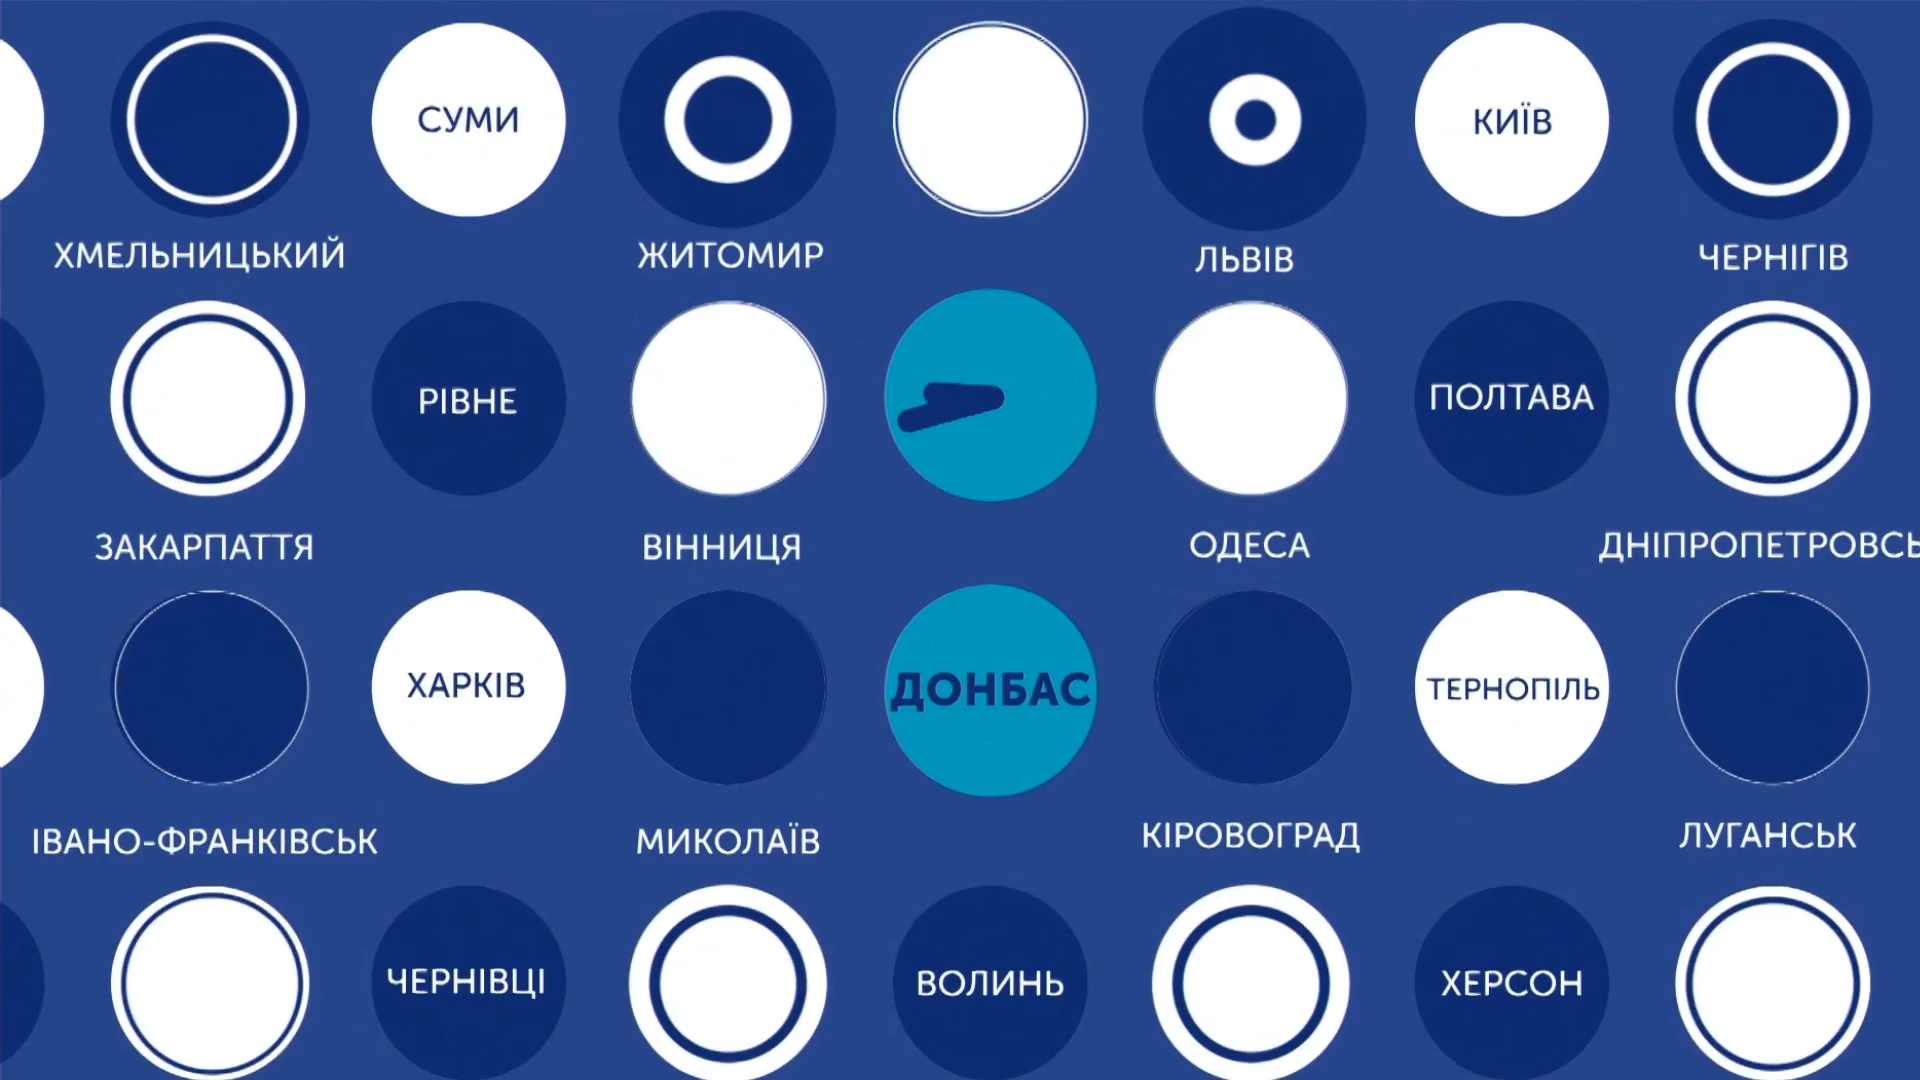 СУМИ
КИЇВ
ХМЕЛЬНИЦЬКИЙ
ЖИТОМИР
ЛЬВІВ
ЧЕРНІГІВ
РІВНЕ
ПОЛТАВА
ЗАКАРПАТТЯ
ВІННИЦЯ
ОДЕСА
ДНІПРОПЕТРОВСЬ
ХАРКІВ
ДОНБАС
ТЕРНОПІЛЬ
ІВАНО-ФРАНКІВСЬК
МИКОЛАЇВ
КІРОВОГРАД
ЛУГАНСЬК
ЧЕРНІВЦІ
ВОЛИНЬ
ХЕРСОН